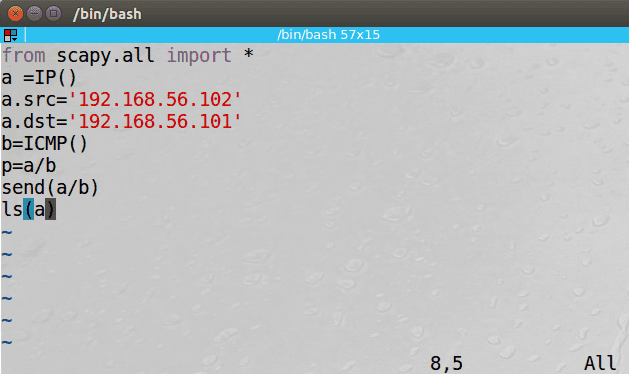 /bin/bash
/bin/bash 57x15
from scapy.all import *
a =IP()
a.src='192.168.56.102'
a.dst='192.168.56.101'
b=ICMP()
p=a/b
send(a/b)
ls(a)
~
~
~
~
~
~
8,5 All